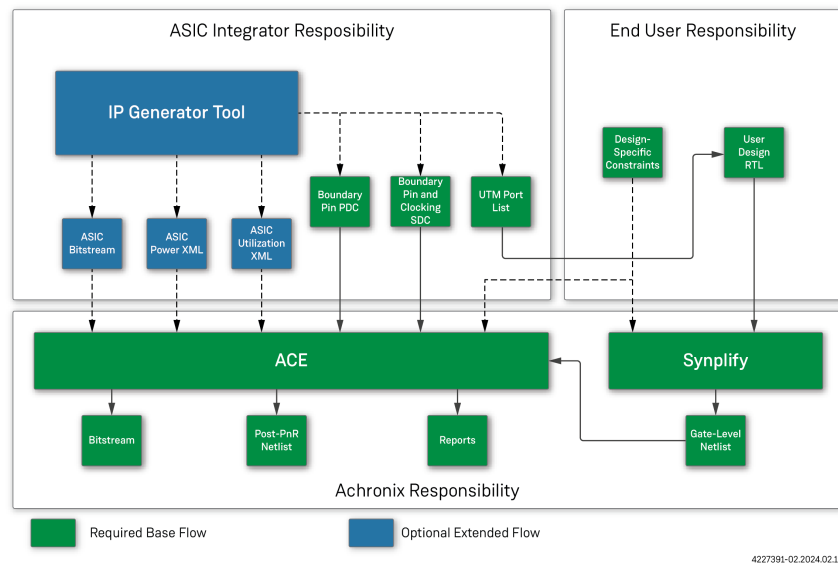 ASIC Integrator Resposibility
End User Responsibility
IP Generator Tool
Design-
Specific
Constraints
User
Design
RTL
Boundary
Pin PDC
Boundary
Pin and
Clocking
SDC
UTM Port
List
ASIC
Bitstream
ASIC
Power XML
ASIC
Utilization
XML
ACE
Synplify
Bitstream
Post-PnR
Netlist
Reports
Gate-Level
Netlist
Achronix Responsibility
Required Base Flow
Optional Extended Flow
4227391-02.2024.02.1